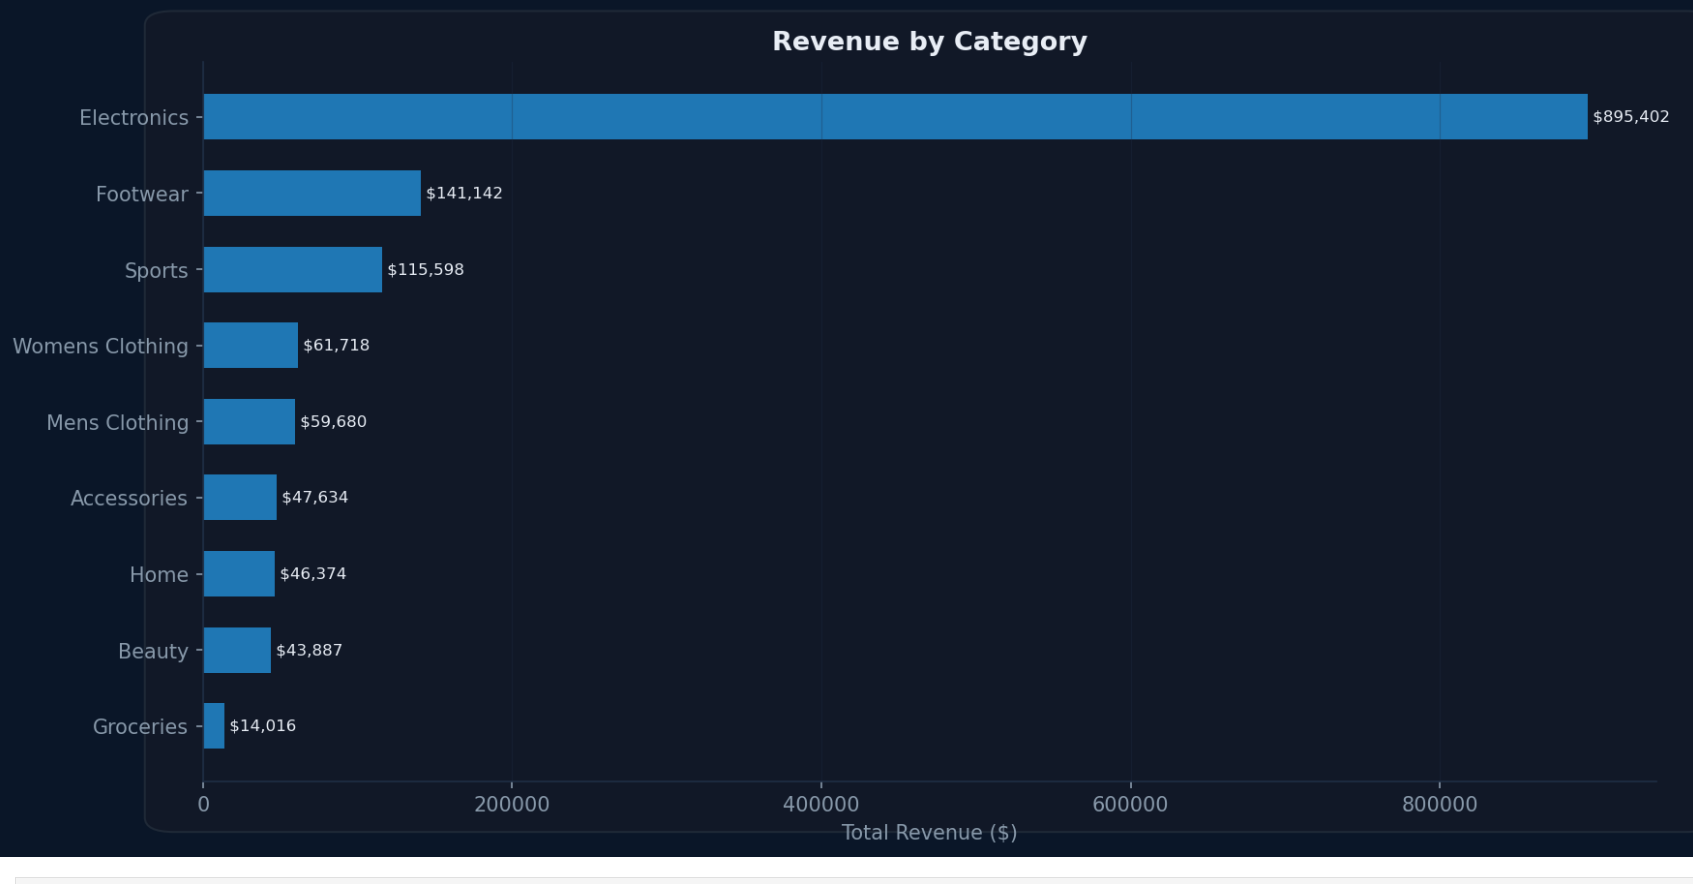 Revenue by Category
Electronics $895,402
Footwear $141,142
Sports $115,598
Womens Clothing $61,718
Mens Clothing $59,680
Accessories $47,634
Home $46,374
Beauty $43,887
Groceries $14,016
0 200000 400000 600000 800000
Total Revenue ($)